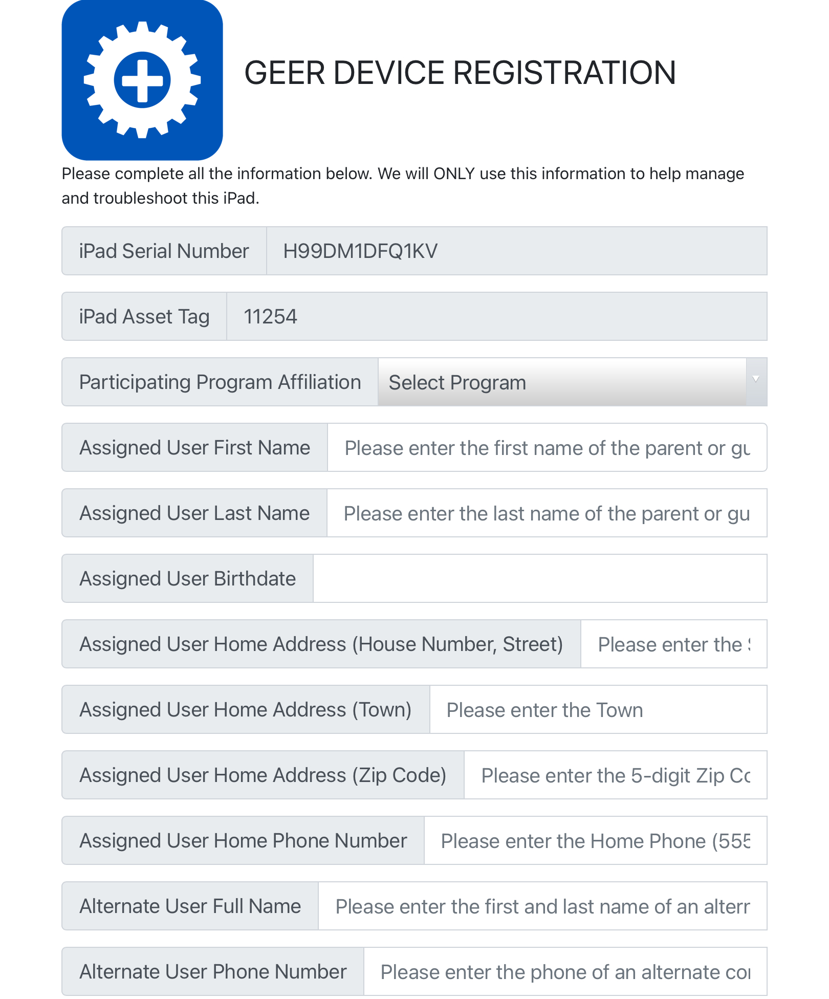 GEER DEVICE REGISTRATION
Please complete all the information below. We will ONLY use this information to help manage
and troubleshoot this iPad.
iPad Serial Number H99DM1DFQ1KV
iPad Asset Tag 11254
Participating Program Affiliation Select Program
Assigned User First Name Please enter the first name of the parent or gu
Assigned User Last Name Please enter the last name of the parent or gu
Assigned User Birthdate
Assigned User Home Address (House Number, Street) Please enter the
Assigned User Home Address (Town) Please enter the Town
Assigned User Home Address (Zip Code) Please enter the 5-digit Zip Co
Assigned User Home Phone Number Please enter the Home Phone (555
Alternate User Full Name Please enter the first and last name of an altern
Alternate User Phone Number Please enter the phone of an alternate con